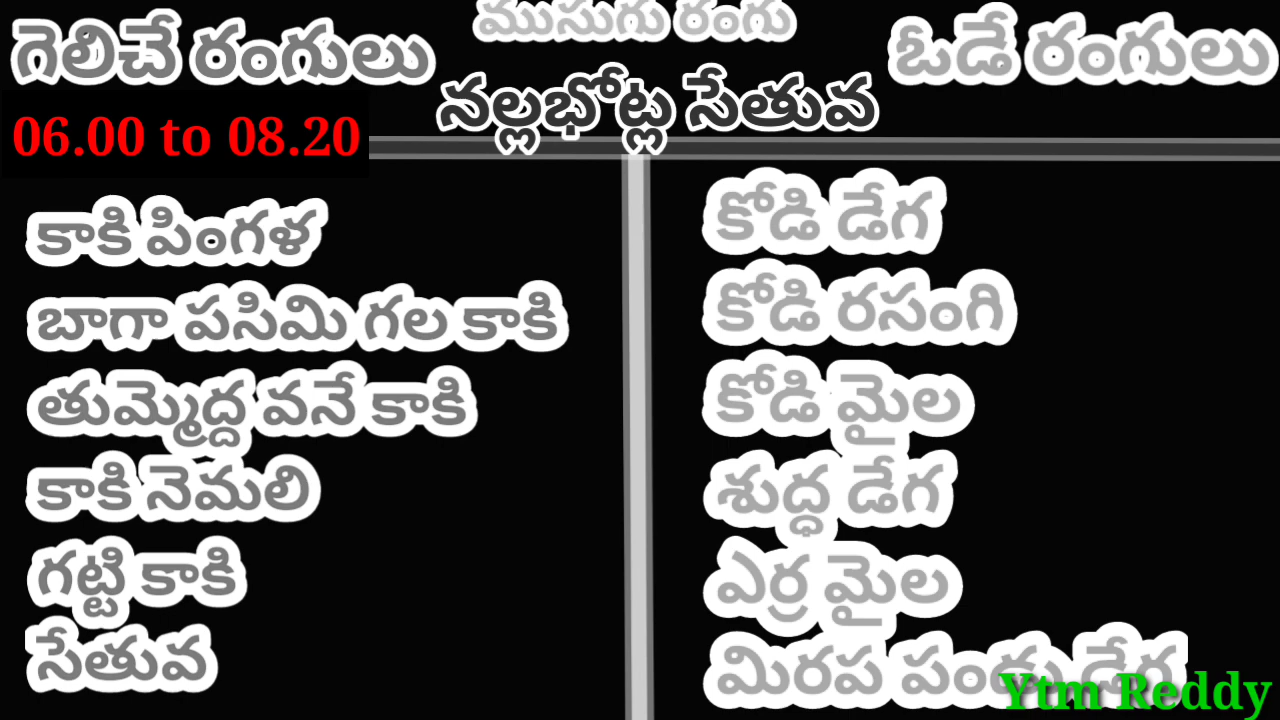 గెలిచే రంగులు
ముసుగు రంగు
ఓడే రంగులు
నల్లభోట్ల సేతువ
06.00 to 08.20
కాకి పింగళ
బాగా పసిమి గల కాకి
తుమ్మెద్ద వనే కాకి
కాకి నెమలి
గట్టి కాకి
సేతువ
కోడి డేగ
కోడి రసంగి
కోడి మైల
శుద్ధ డేగ
ఎర్ర మైల
మిరప పండు డేగ
Ytm Reddy